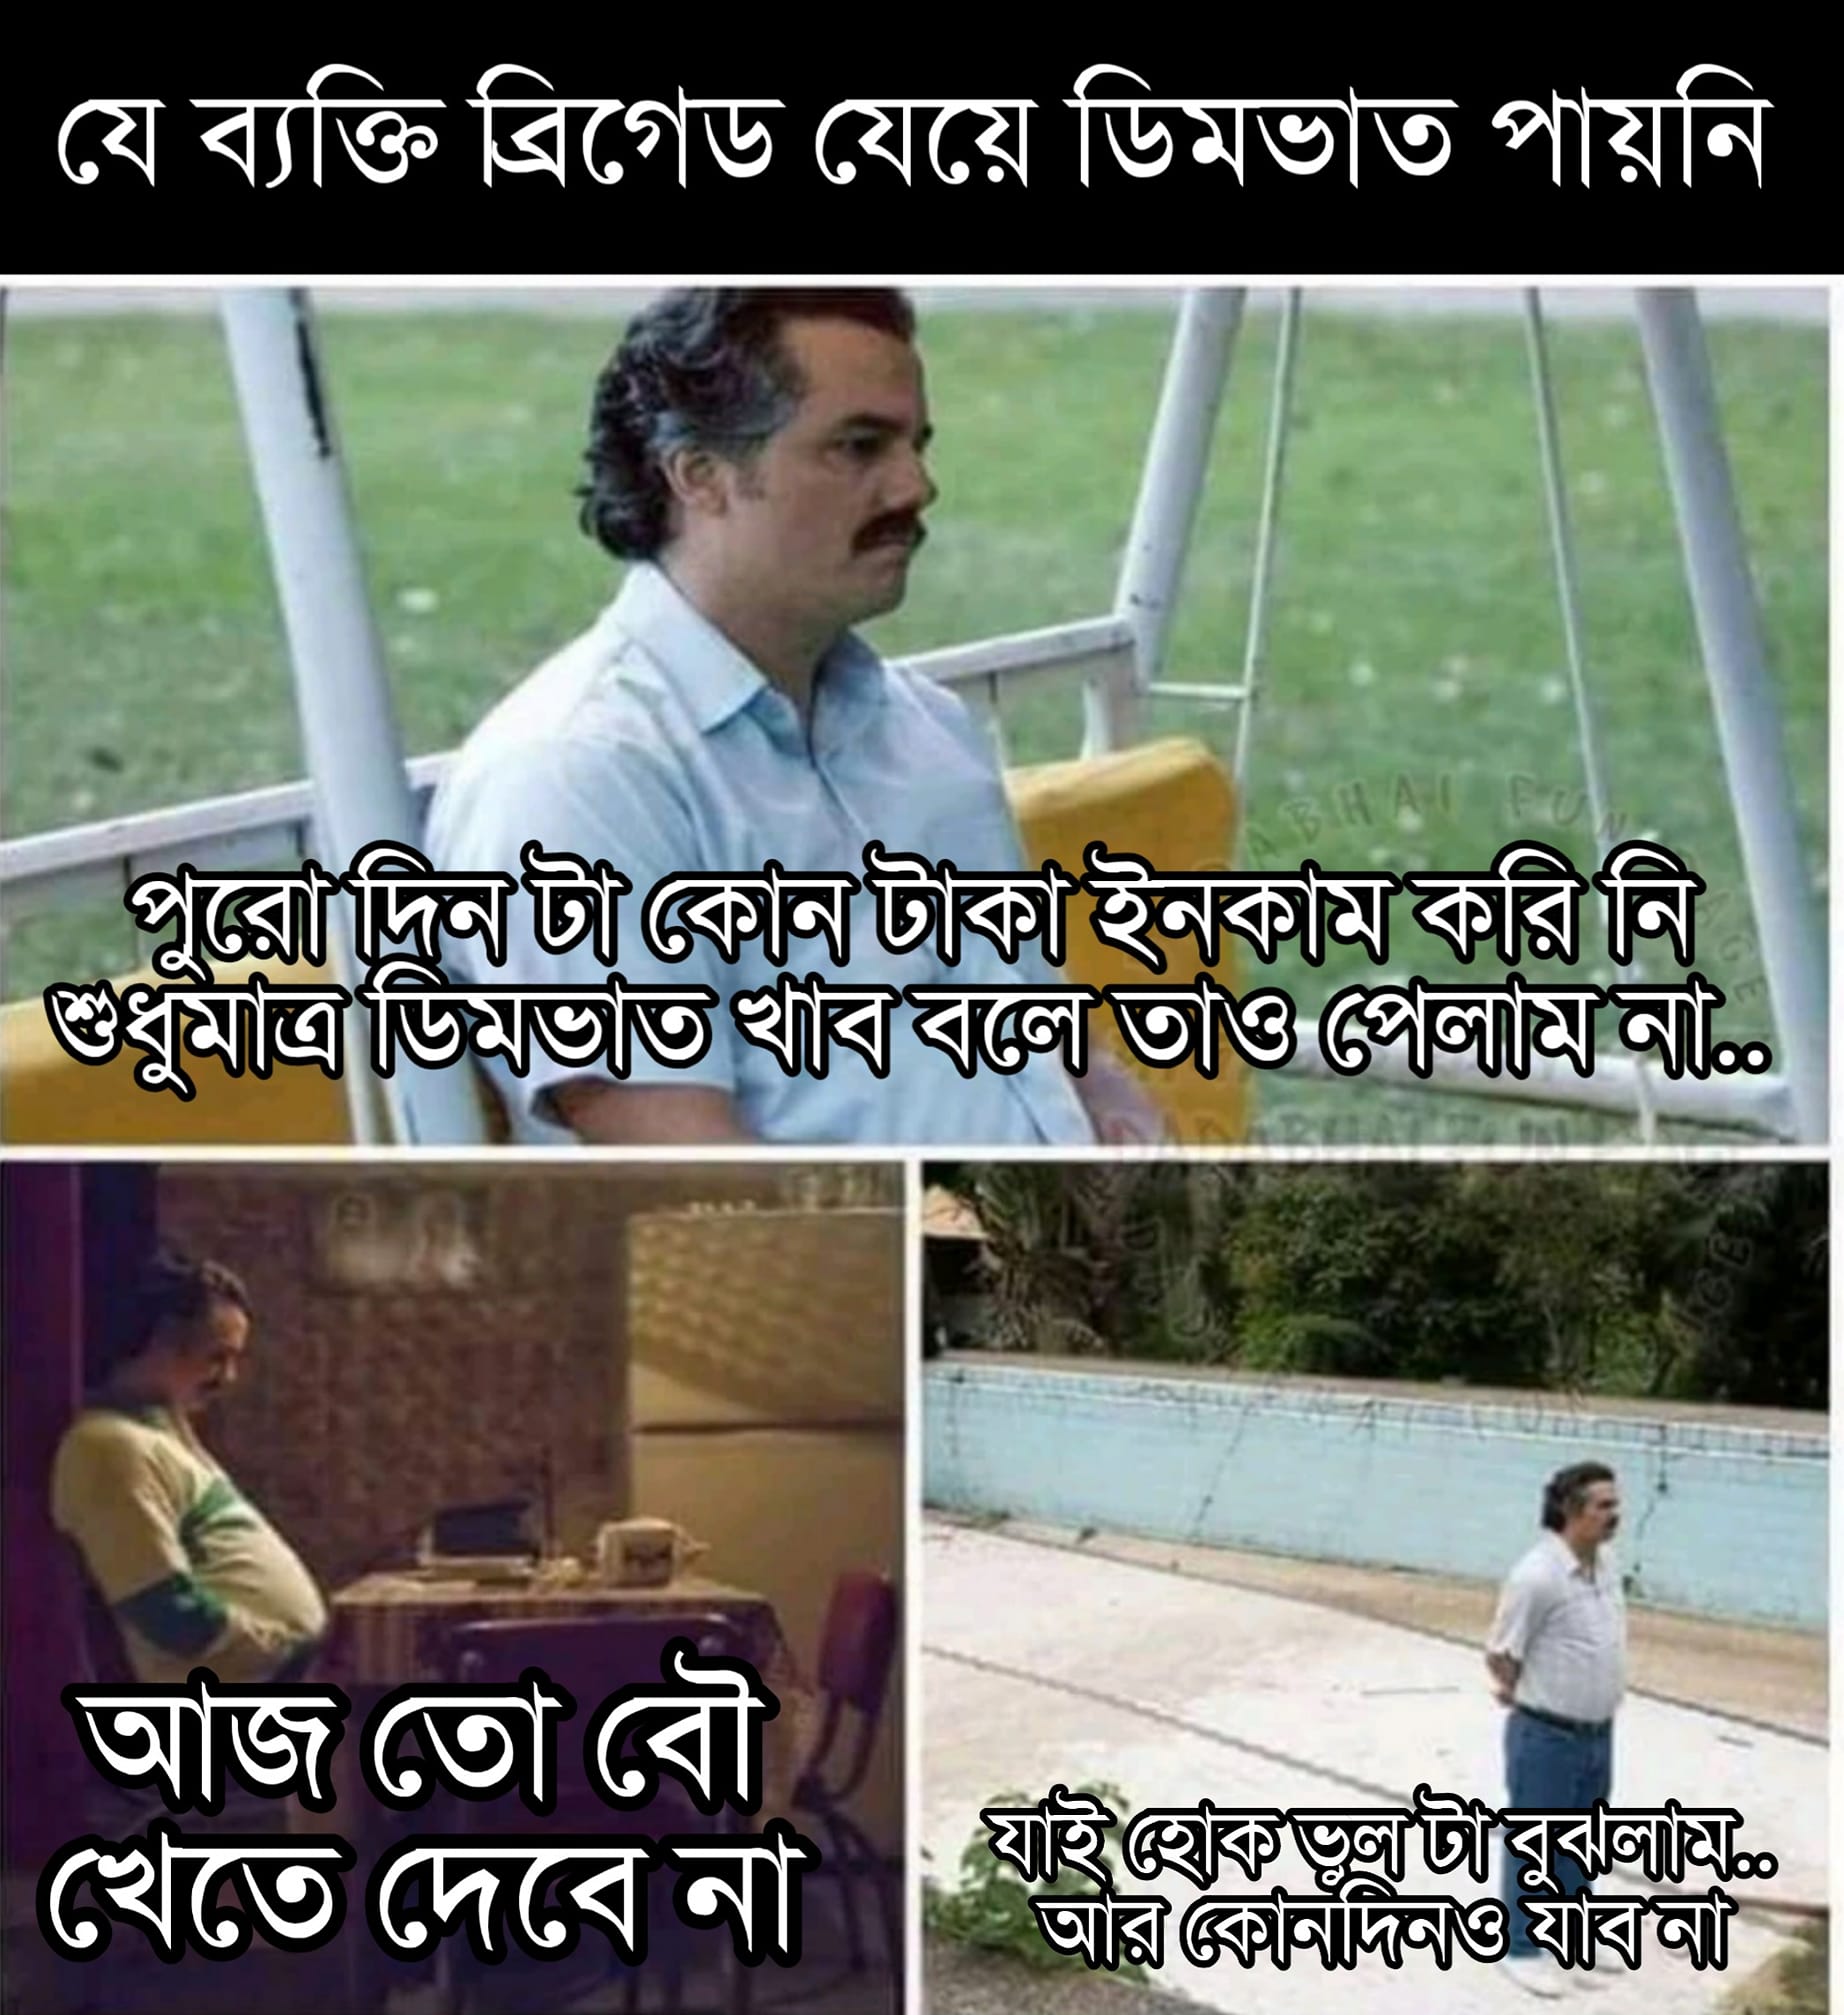 যে ব্যক্তি ব্রিগেড যেয়ে ডিমভাত পায়নি
পুরো দিন টা কোন টাকা ইনকাম করি নি
শুধুমাত্র ডিমভাত খাব বলে তাও পেলাম না..
আজ তো বৌ
খেতে দেবে না
যাই হোক ভুল টা বুঝলাম..
আর কোনদিনও যাব না